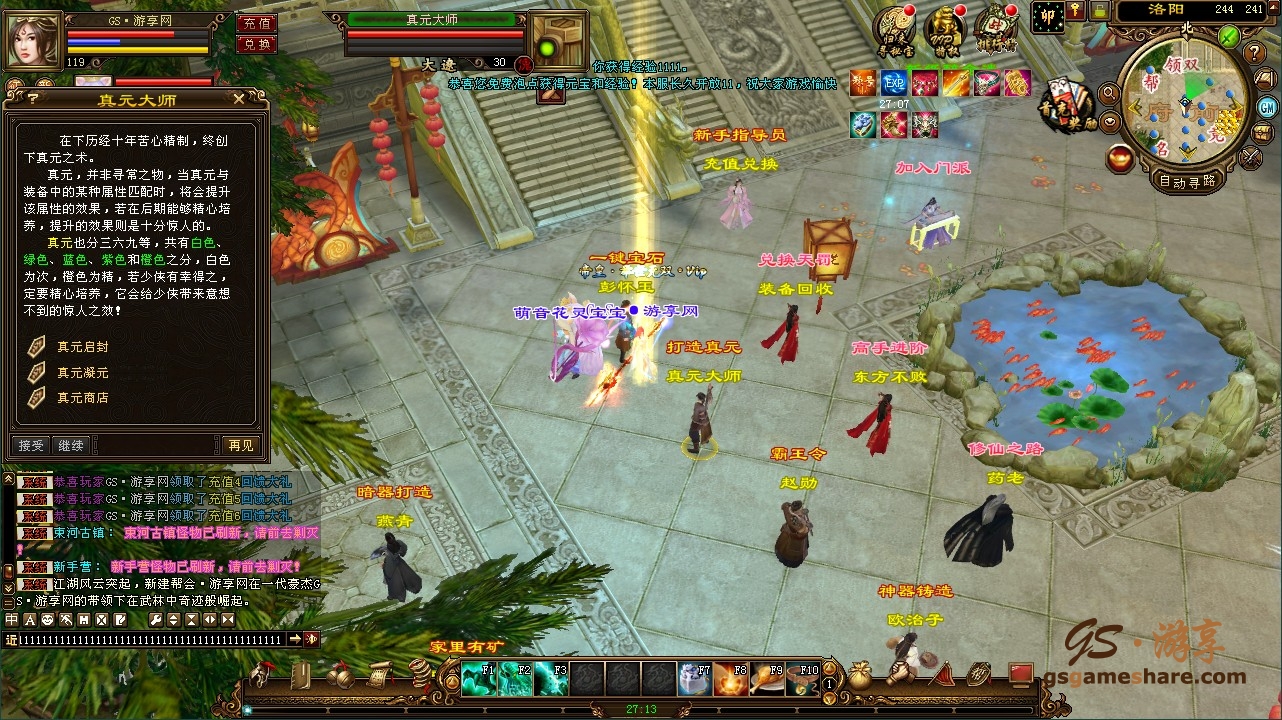 GS·游享网
119
充值
兑换
真元大师
30
大遼
你获得经验1111。
恭喜您免费泡点获得元宝和经验！本服长久开放11，祝大家游戏愉快
27:07
EXP
VIP
洛阳 244 241
北
GM
自动寻路
?
真元大师
在下历经十年苦心精制，终创
下真元之术。
真元，并非寻常之物，当真元与
装备中的某种属性匹配时，将会提升
该属性的效果，若在后期能够精心培
养，提升的效果则是十分惊人的。
真元也分三六九等，共有白色、
绿色、蓝色、紫色和橙色之分，白色
为次，橙色为精，若少侠有幸得之，
定要精心培养，它会给少侠带来意想
不到的惊人之效！
真元启封
真元凝元
真元商店
接受 继续 再见
新手指导员
充值兑换
加入门派
一键宝石
彭怀玉
萌音花灵宝宝 游享网
兑换天罚
装备回收
打造真元
真元大师
高手进阶
东方不败
霸王令
赵勋
修仙之路
药老
暗器打造
燕青
神器铸造
欧治子
家里有矿
恭喜玩家GS·游享网领取了充值4回馈大礼
恭喜玩家GS·游享网领取了充值5回馈大礼
恭喜玩家GS·游享网领取了充值6回馈大礼
束河古镇：束河古镇怪物已刷新，请前去剿灭
！
新手营：新手营怪物已刷新，请前去剿灭！
江湖风云突起，新建帮会·游享网在一代豪杰G
S·游享网的带领下在武林中奇迹般崛起。
F1 F2 F3 F7 F8 F9 F10
1
27:13
GS·游享
gsgameshare.com